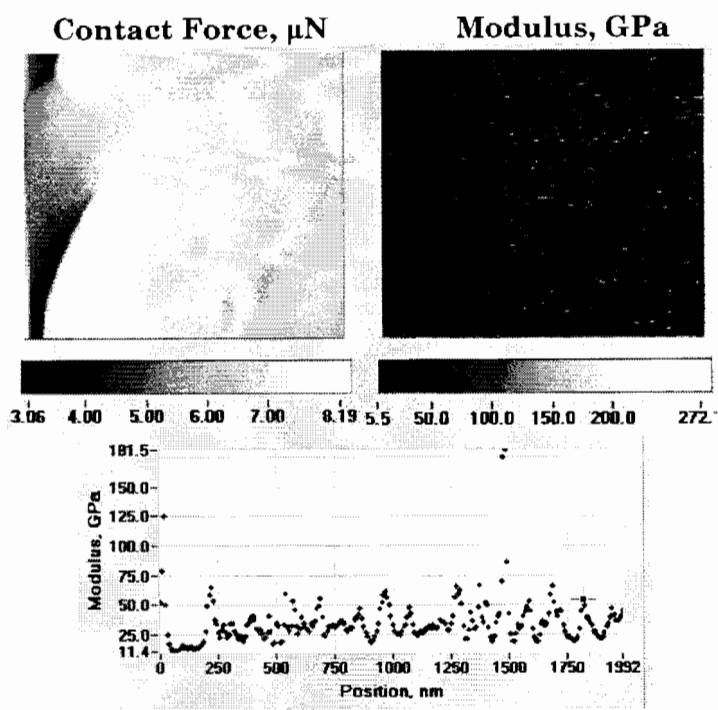 Contact Force, μN
Modulus, GPa
3.06 4.00 5.00 6.00 7.00 8.19
5.5 50.0 100.0 150.0 200.0 272.
181.5
150.0
125.0
100.0
75.0
50.0
25.0
11.4
Modulus, GPa
0 250 500 750 1000 1250 1500 1750 1992
Position, nm